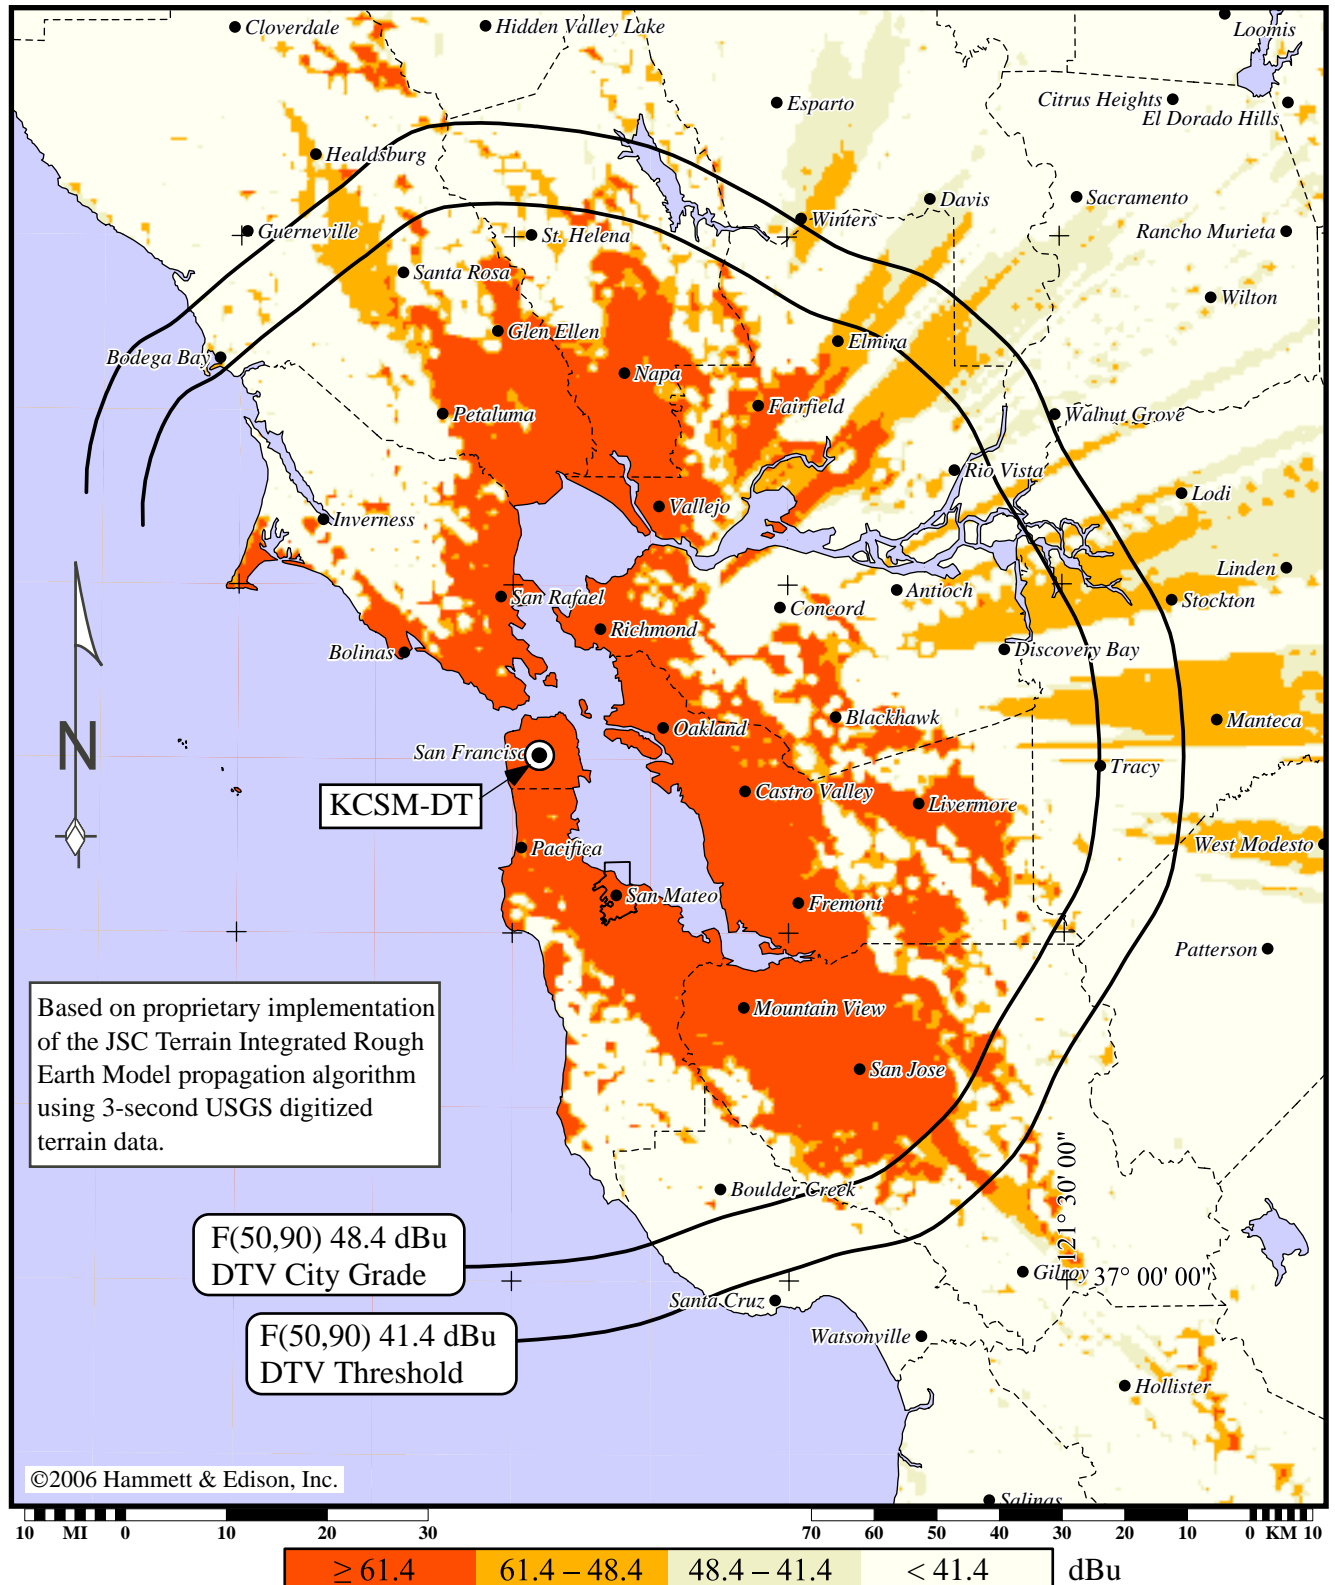 Cloverdale
Hidden Valley Lake
Loomis
Esparto
Citrus Heights
El Dorado Hills
Healdsburg
Davis
Sacramento
Winters
Guerneville
St. Helena
Rancho Murieta
Santa Rosa
Wilton
Glen Ellen
Elmira
Bodega Bay
Napa
Fairfield
Petaluma
Walnut Grove
Rio Vista
Lodi
Vallejo
Inverness
Linden
Antioch
San Rafael
Concord
Stockton
Richmond
Bolinas
Discovery Bay
N
Blackhawk
Manteca
Oakland
San Francisc
Tracy
KCSM-DT
Castro Valley
Livermore
West Modesto
Pacifica
San Mateo
Fremont
Patterson
Based on proprietary implementation
of the JSC Terrain Integrated Rough
Earth Model propagation algorithm
using 3-second USGS digitized
terrain data.
Mountain View
San Jose
121° 30' 00"
Boulder Creek
F(50,90) 48.4 dBu
DTV City Grade
Gilroy
37° 00' 00"
Santa Cruz
F(50,90) 41.4 dBu
DTV Threshold
Watsonville
Hollister
©2006 Hammett & Edison, Inc.
Salinas
10 MI 0 10 20 30
70 60 50 40 30 20 10 0 KM 10
≥ 61.4 61.4 – 48.4 48.4 – 41.4 < 41.4 dBu